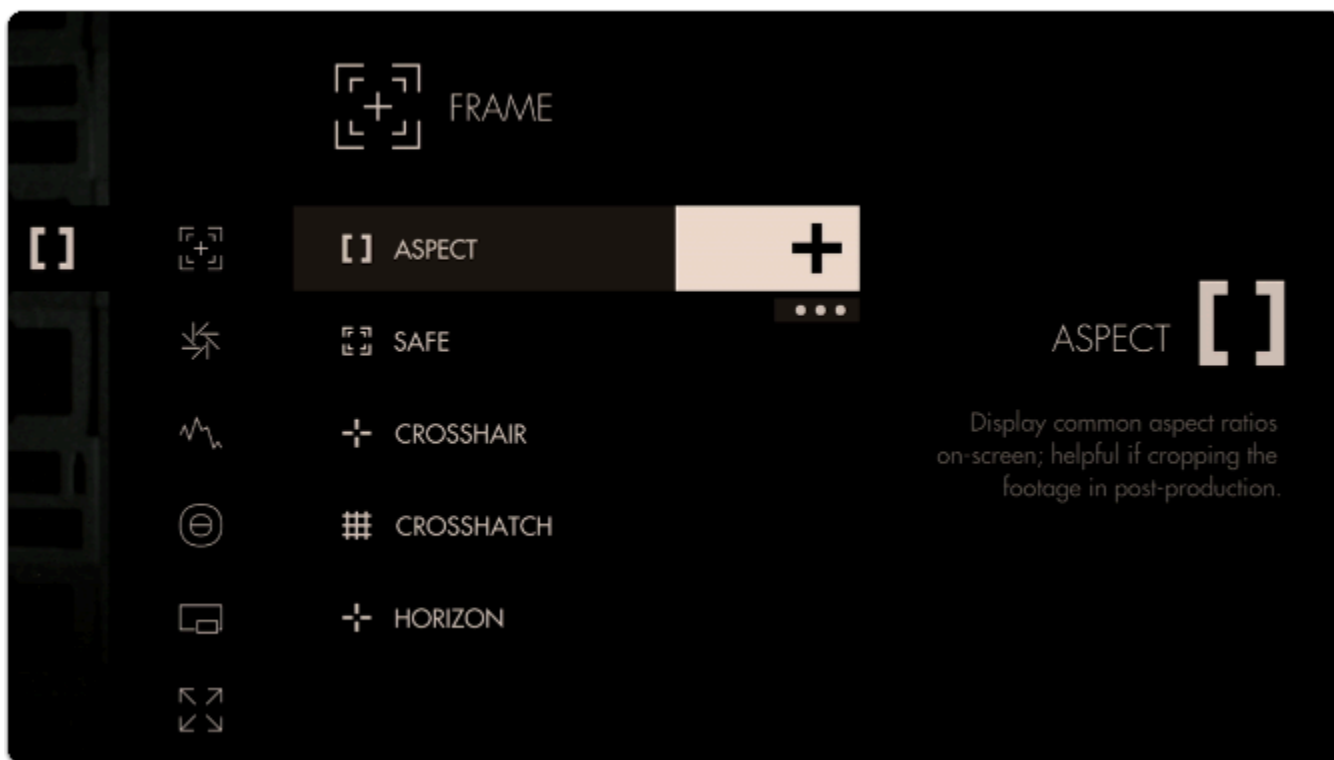 FRAME
ASPECT
SAFE
CROSSHAIR
CROSSHATCH
HORIZON
ASPECT
Display common aspect ratios
on-screen; helpful if cropping the
footage in post-production.